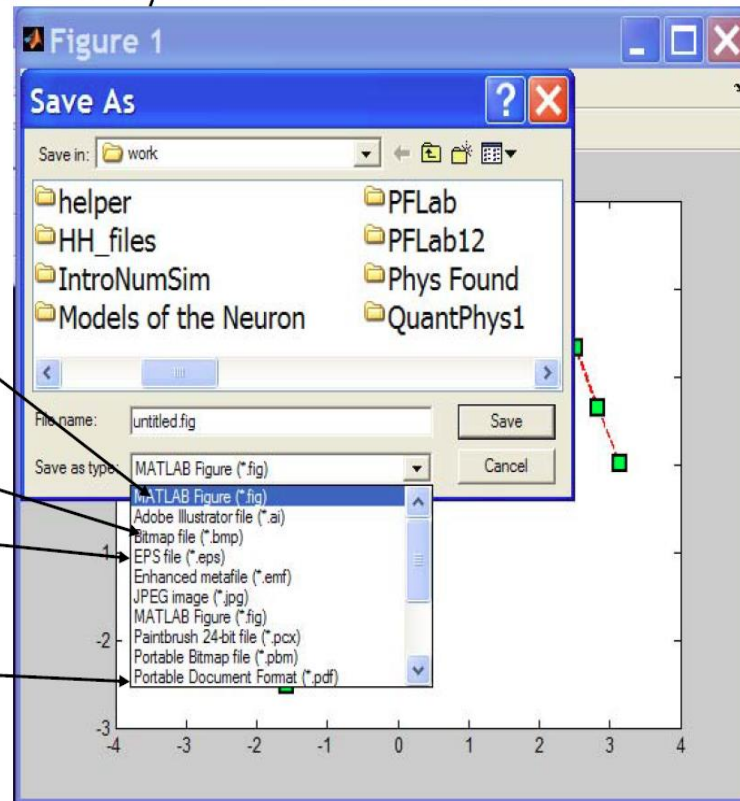 Figure 1
Save As
Save in: work
helper
HH_files
IntroNumSim
Models of the Neuron
PFLab
PFLab12
Phys Found
QuantPhys1
File name: untitled.fig
Save
Save as type: MATLAB Figure (*.fig)
Cancel
MATLAB Figure (*.fig)
Adobe Illustrator file (*.ai)
Bitmap file (*.bmp)
EPS file (*.eps)
Enhanced metafile (*.emf)
JPEG image (*.jpg)
MATLAB Figure (*.fig)
Paintbrush 24-bit file (*.pcx)
Portable Bitmap file (*.pbm)
Portable Document Format (*.pdf)
-1
-2
-3
-4 -3 -2 -1 0 1 2 3 4